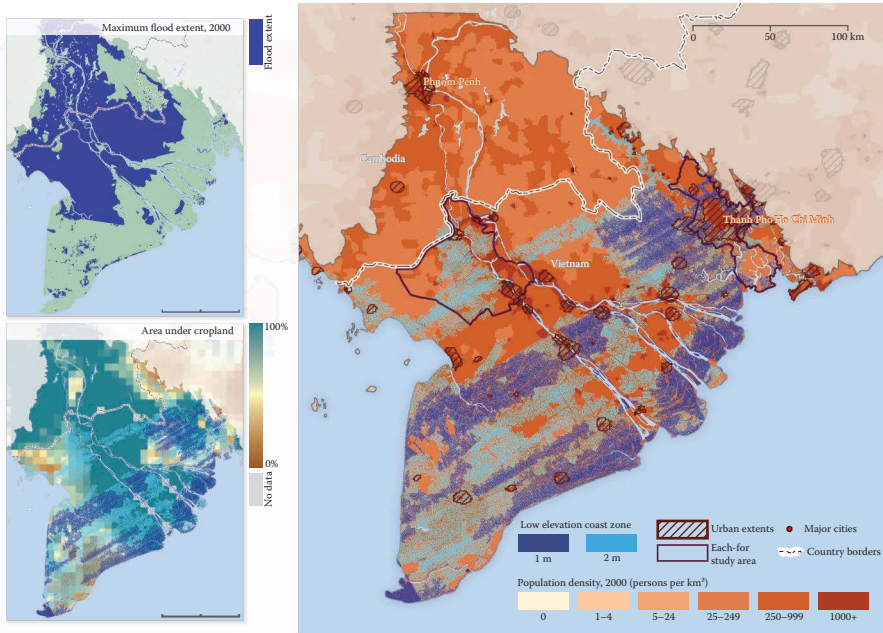 Maximum flood extent, 2000
Flood extent
Area under cropland
100%
0%
No data
0 50 100 km
Phnom Penh
Cambodia
Thanh Pho Ho Chi Minh
Vietnam
Low elevation coast zone
1 m
2 m
Urban extents
Major cities
Each-for
study area
Country borders
Population density, 2000 (persons per km²)
0
1–4
5–24
25–249
250–999
1000+